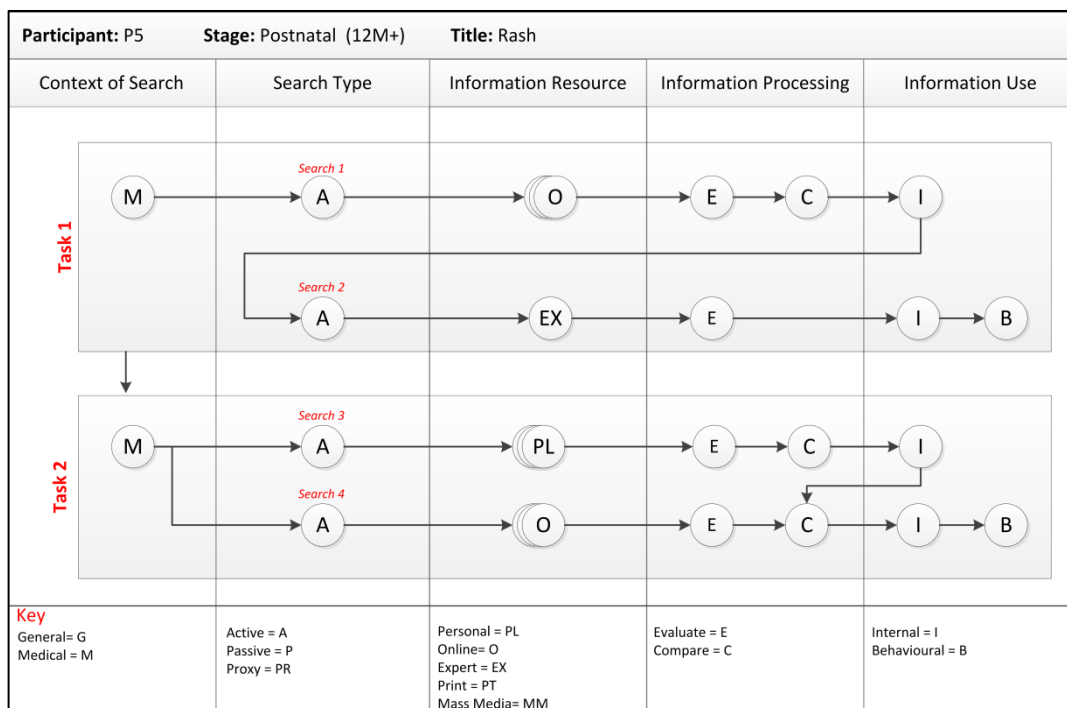 Participant: P5 Stage: Postnatal (12M+) Title: Rash
Context of Search Search Type Information Resource Information Processing Information Use
Task 1
Search 1
M A O E C I
Search 2
A EX E I B
Task 2
Search 3
M A PL E C I
Search 4
A O E C I B
Key
General= G
Medical = M
Active = A
Passive = P
Proxy = PR
Personal = PL
Online= O
Expert = EX
Print = PT
Mass Media= MM
Evaluate = E
Compare = C
Internal = I
Behavioural = B